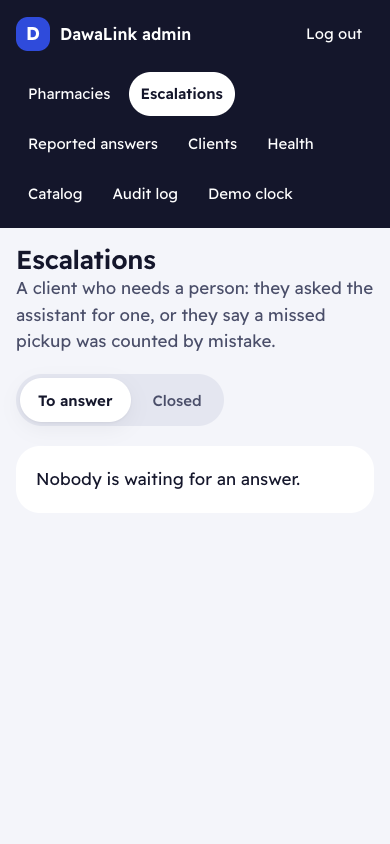 D DawaLink admin Log out
Pharmacies Escalations
Reported answers Clients Health
Catalog Audit log Demo clock
Escalations
A client who needs a person: they asked the
assistant for one, or they say a missed
pickup was counted by mistake.
To answer Closed
Nobody is waiting for an answer.